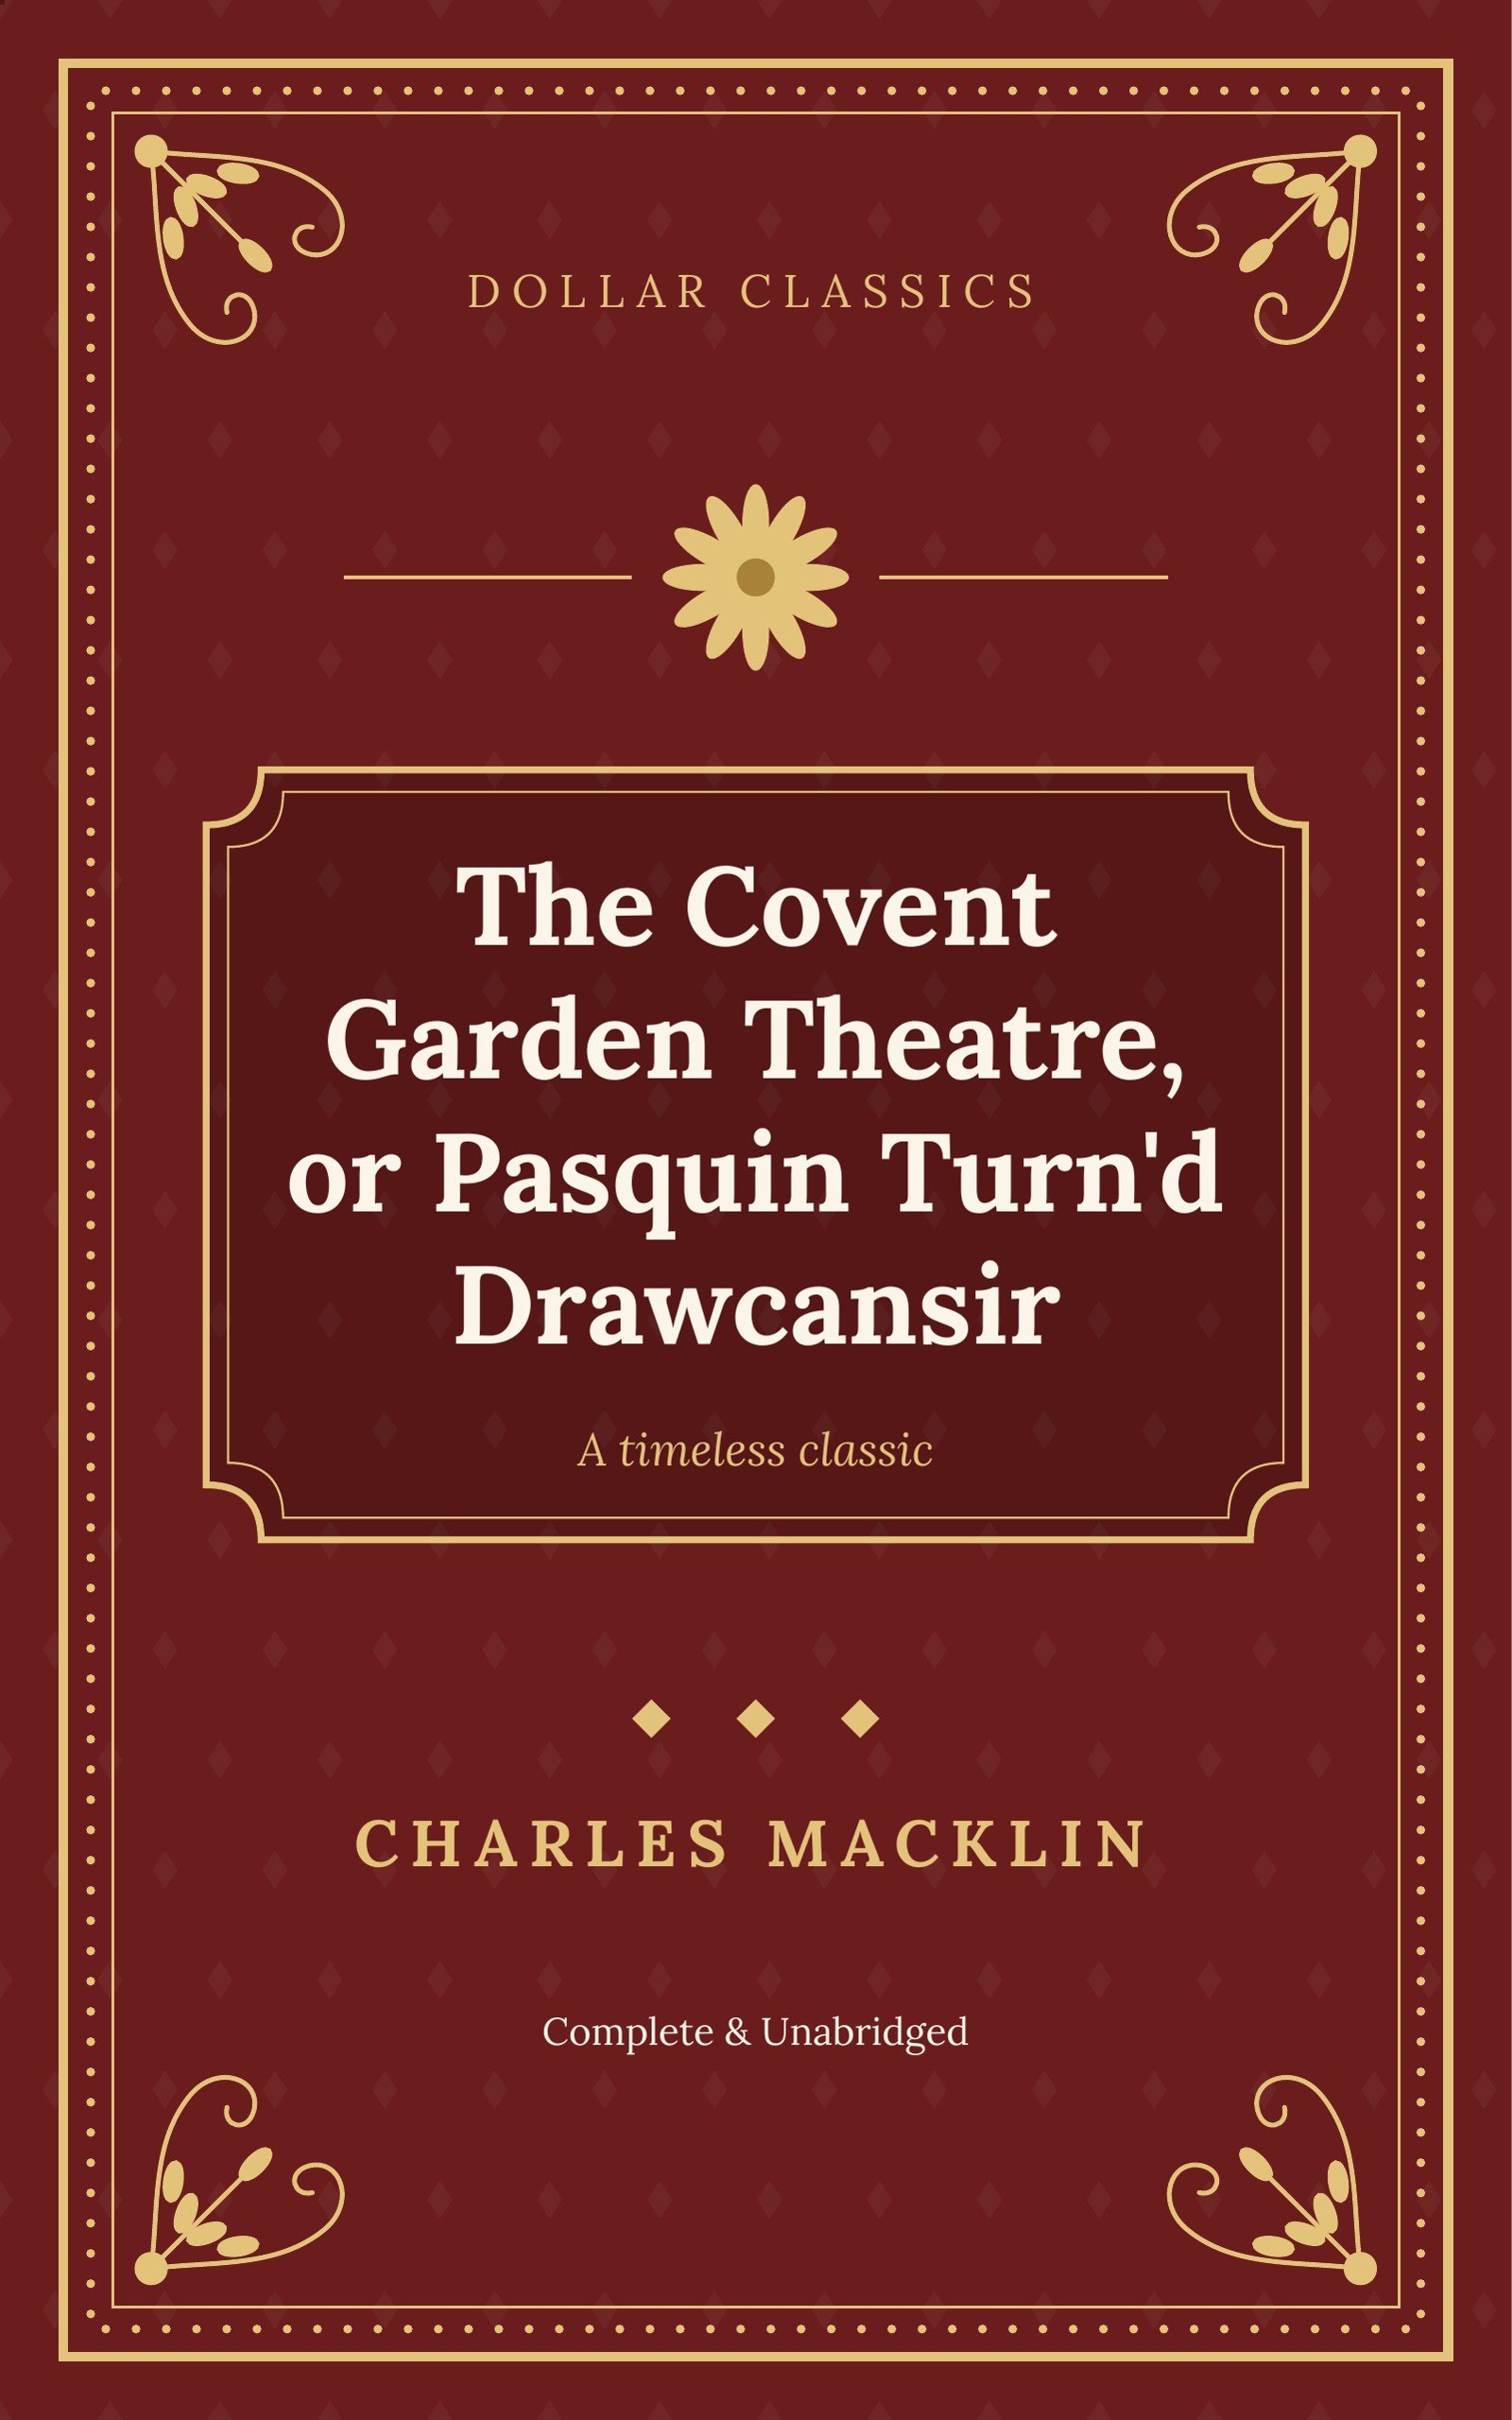 DOLLAR CLASSICS
The Covent
Garden Theatre,
or Pasquin Turn'd
Drawcansir
A timeless classic
CHARLES MACKLIN
Complete & Unabridged